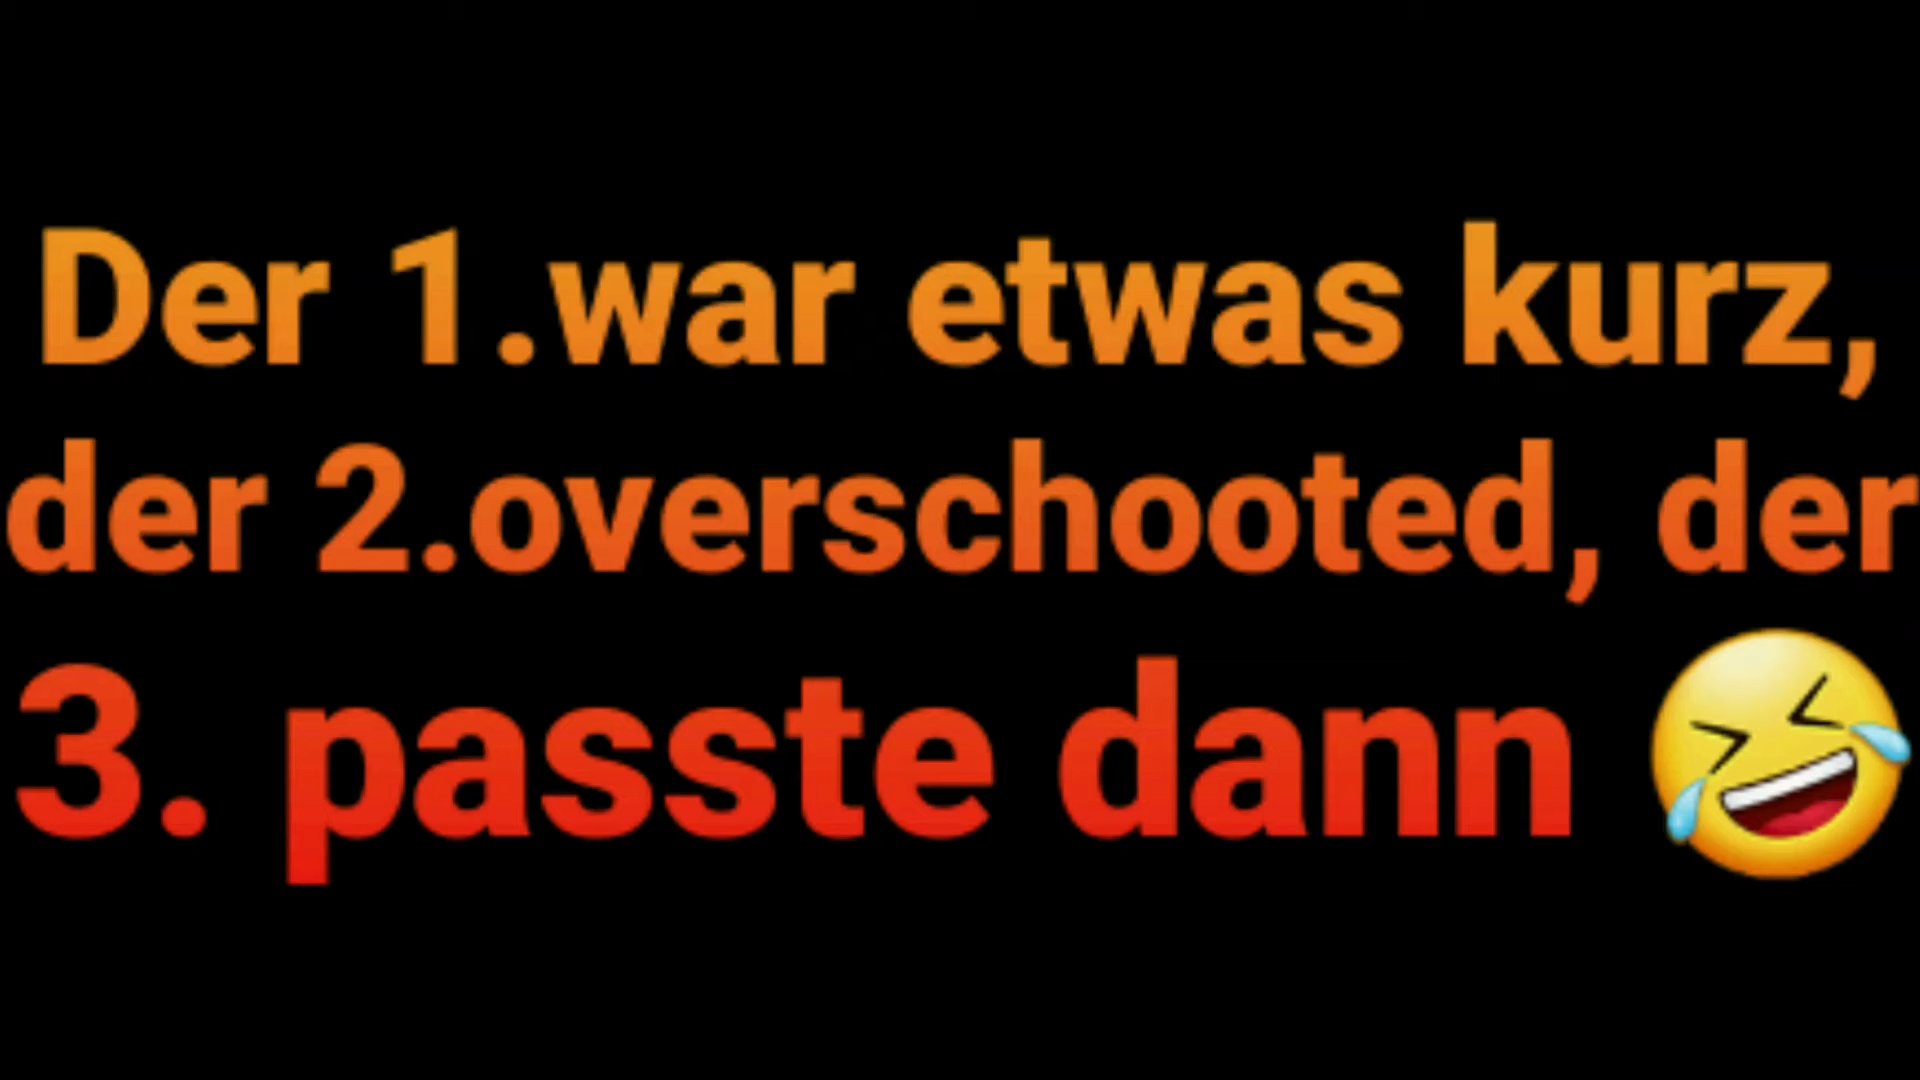 Der 1.war etwas kurz,
der 2.overschooted, der
3. passte dann 🤣